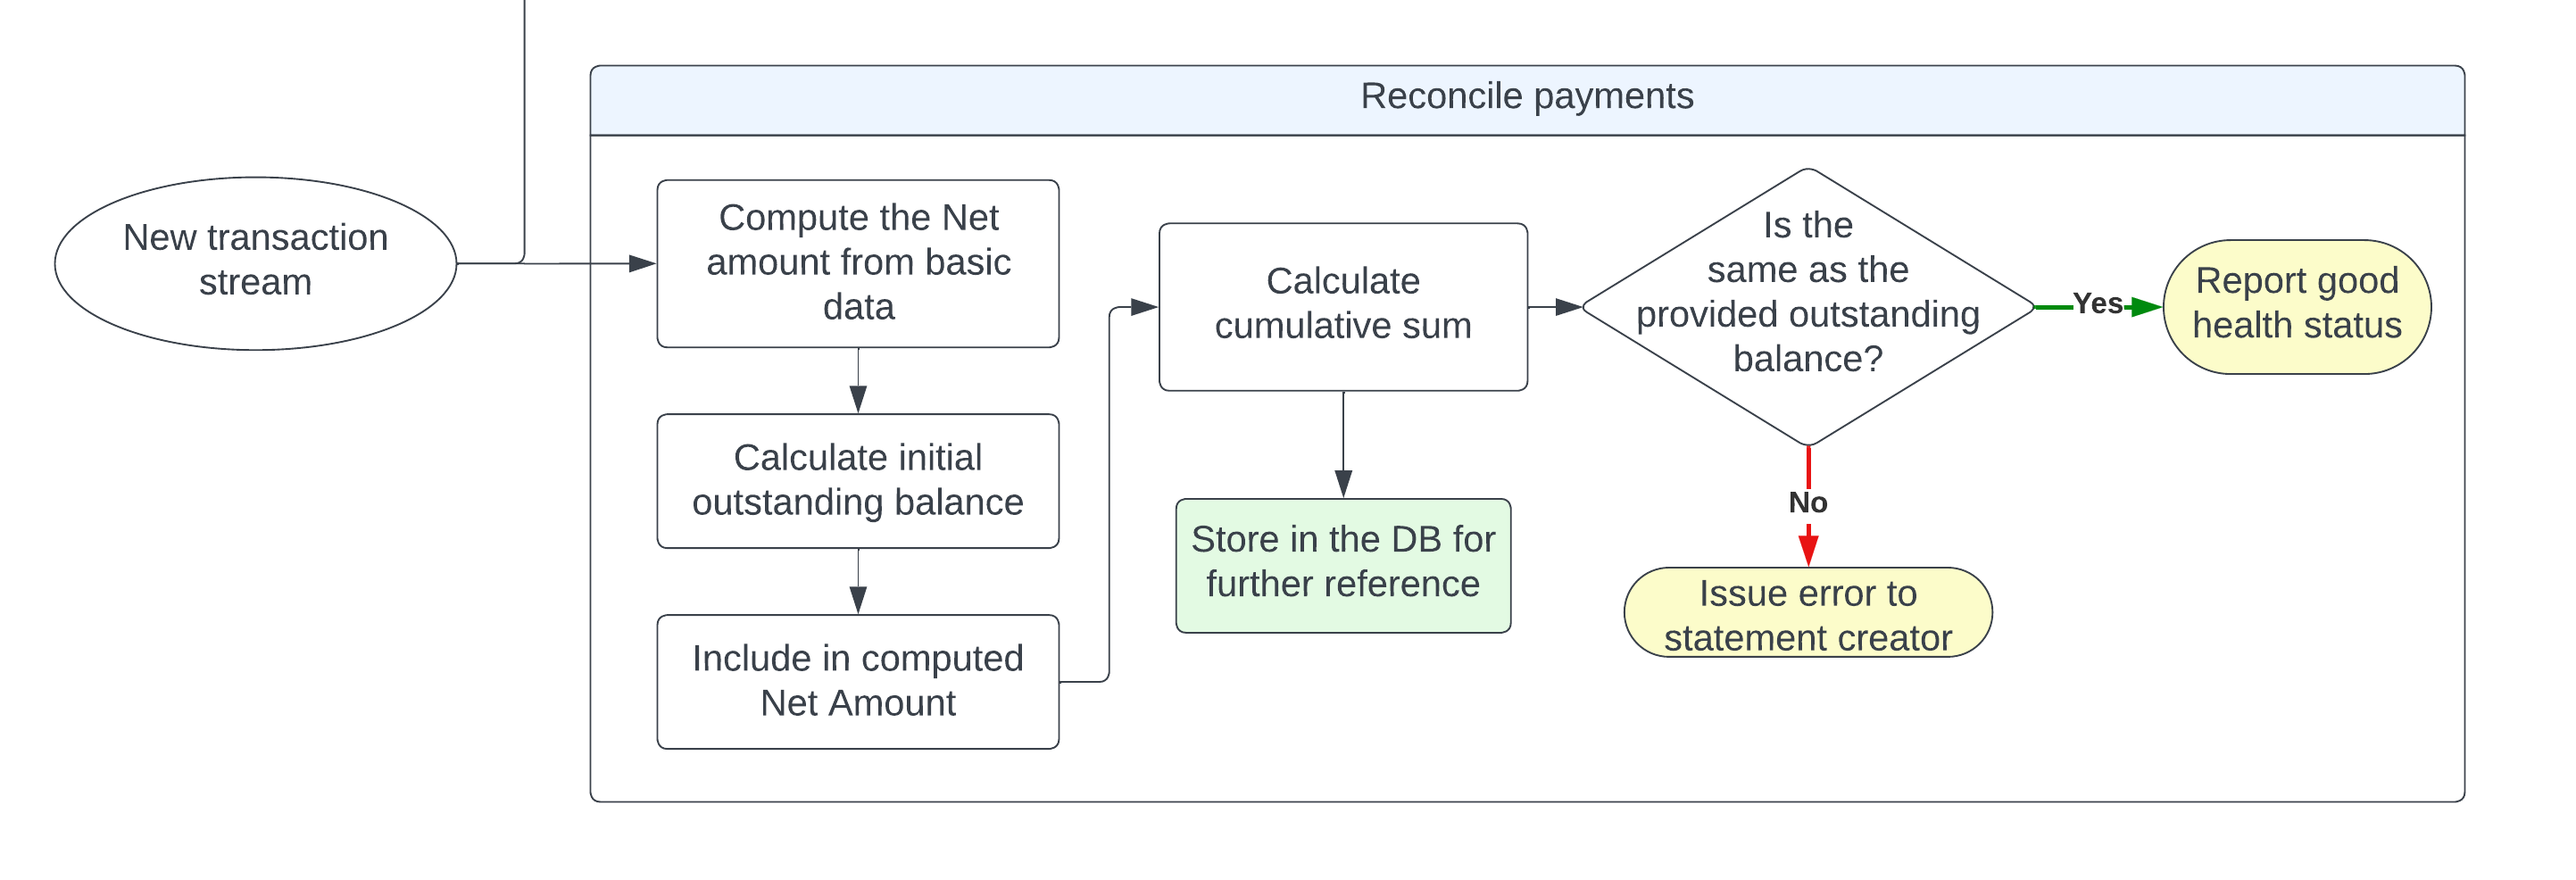 Reconcile payments
New transaction
stream
Compute the Net
amount from basic
data
Calculate initial
outstanding balance
Include in computed
Net Amount
Calculate
cumulative sum
Store in the DB for
further reference
Is the
same as the
provided outstanding
balance?
Yes
Report good
health status
No
Issue error to
statement creator